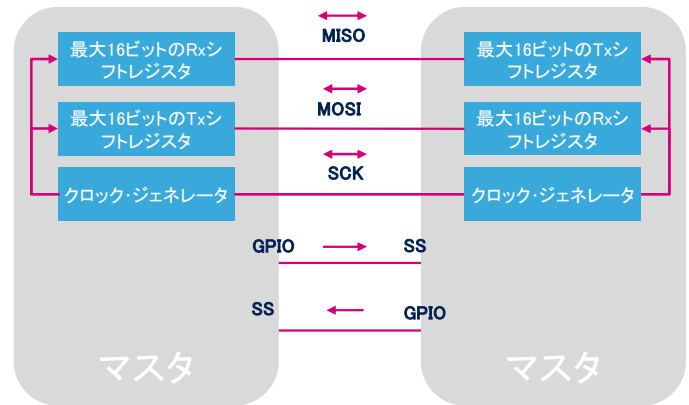 MISO
最大16ビットのRxシ
フトレジスタ
最大16ビットのTxシ
フトレジスタ
MOSI
最大16ビットのTxシ
フトレジスタ
最大16ビットのRxシ
フトレジスタ
SCK
クロック・ジェネレータ
クロック・ジェネレータ
GPIO
SS
SS
GPIO
マスタ
マスタ